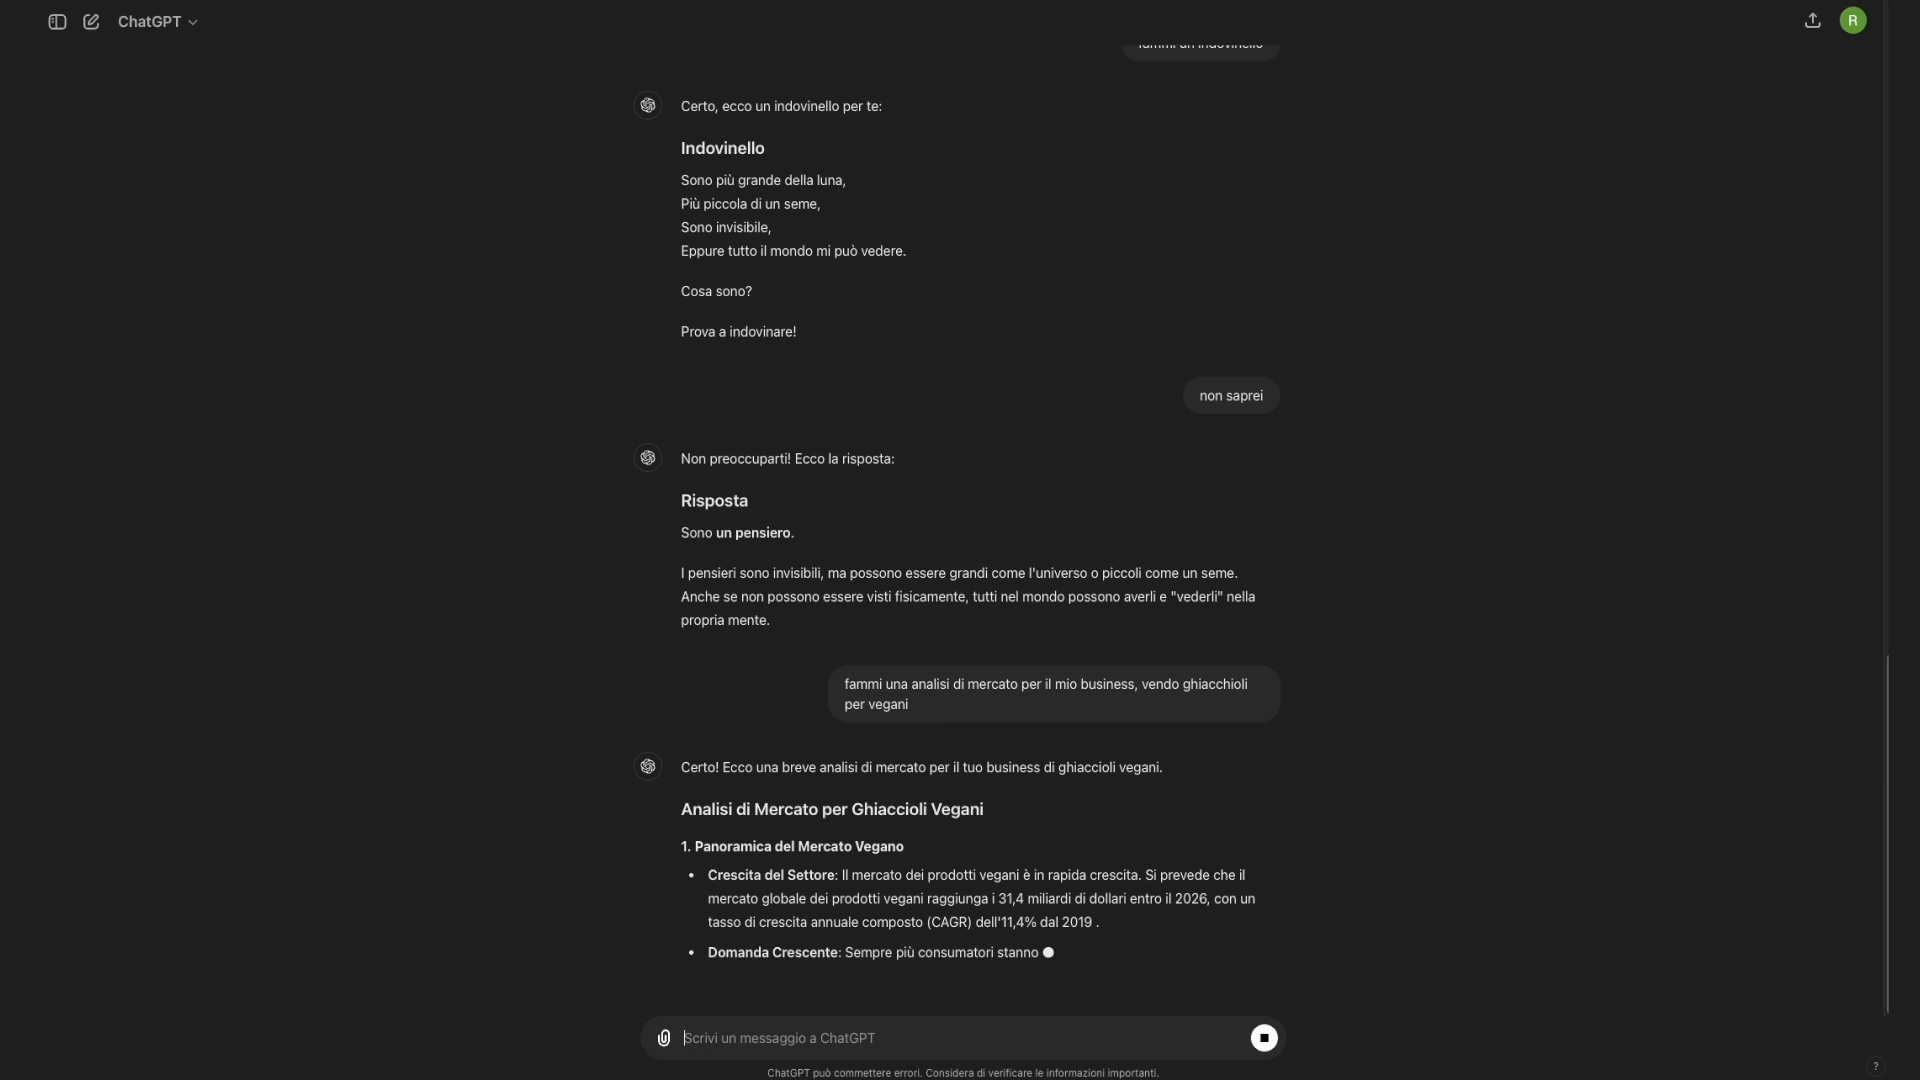 ChatGPT
R
fammi un indovinello
Certo, ecco un indovinello per te:
Indovinello
Sono più grande della luna,
Più piccola di un seme,
Sono invisibile,
Eppure tutto il mondo mi può vedere.
Cosa sono?
Prova a indovinare!
non saprei
Non preoccuparti! Ecco la risposta:
Risposta
Sono un pensiero.
I pensieri sono invisibili, ma possono essere grandi come l'universo o piccoli come un seme.
Anche se non possono essere visti fisicamente, tutti nel mondo possono averli e "vederli" nella
propria mente.
fammi una analisi di mercato per il mio business, vendo ghiacchioli
per vegani
Certo! Ecco una breve analisi di mercato per il tuo business di ghiaccioli vegani.
Analisi di Mercato per Ghiaccioli Vegani
1. Panoramica del Mercato Vegano
• Crescita del Settore: Il mercato dei prodotti vegani è in rapida crescita. Si prevede che il
mercato globale dei prodotti vegani raggiunga i 31,4 miliardi di dollari entro il 2026, con un
tasso di crescita annuale composto (CAGR) dell'11,4% dal 2019 .
• Domanda Crescente: Sempre più consumatori stanno
Scrivi un messaggio a ChatGPT
ChatGPT può commettere errori. Considera di verificare le informazioni importanti.
?